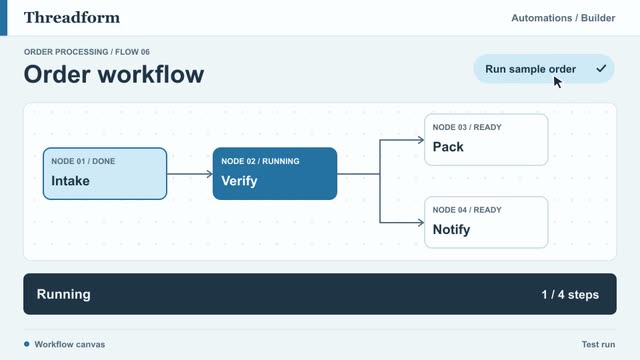 Threadform
Automations / Builder
ORDER PROCESSING / FLOW 06
Order workflow
Run sample order
NODE 01 / DONE
Intake
NODE 02 / RUNNING
Verify
NODE 03 / READY
Pack
NODE 04 / READY
Notify
Running
1 / 4 steps
Workflow canvas
Test run